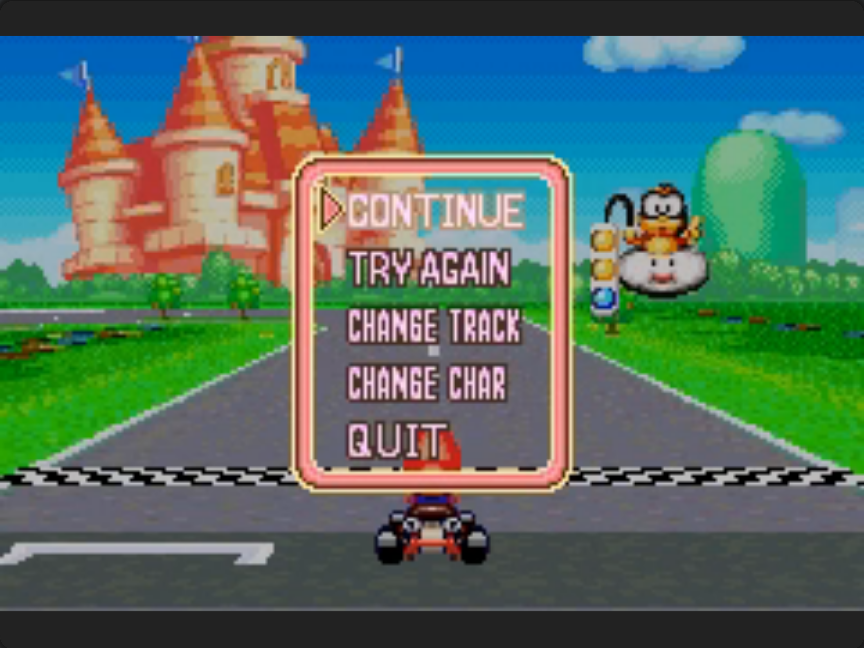 CONTINUE
TRY AGAIN
CHANGE TRACK
CHANGE CHAR
QUIT